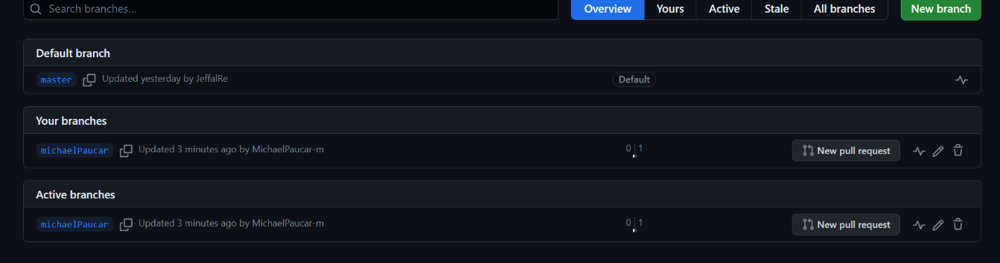 Search branches...
Overview Yours Active Stale All branches New branch
Default branch
master Updated yesterday by JeffalRe Default
Your branches
michaelPaucar Updated 3 minutes ago by MichaelPaucar-m 0 1 New pull request
Active branches
michaelPaucar Updated 3 minutes ago by MichaelPaucar-m 0 1 New pull request